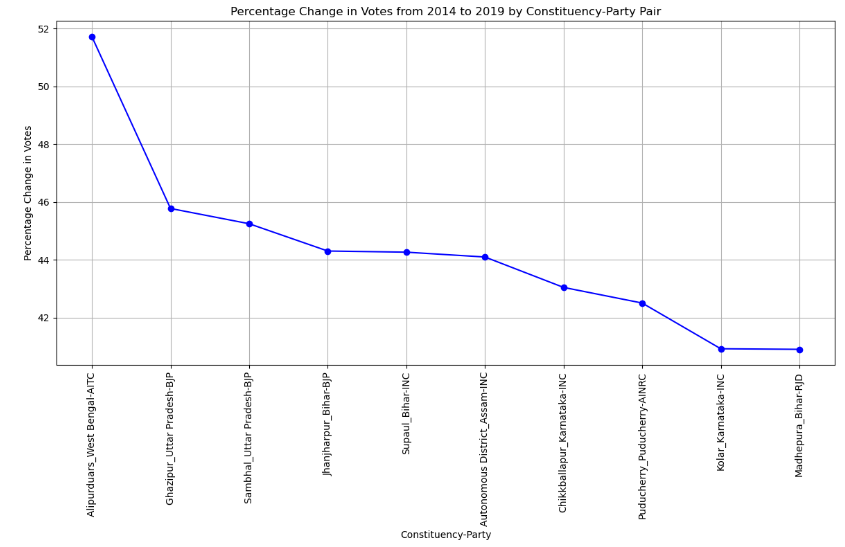 Percentage Change in Votes from 2014 to 2019 by Constituency-Party Pair
Percentage Change in Votes
52
50
48
46
44
42
Alipurduars_West Bengal-AITC
Ghazipur_Uttar Pradesh-BJP
Sambhal_Uttar Pradesh-BJP
Jhanjharpur_Bihar-BJP
Supaul_Bihar-INC
Autonomous District_Assam-INC
Chikkballapur_Karnataka-INC
Puducherry_Puducherry-AINRC
Kolar_Karnataka-INC
Madhepura_Bihar-RJD
Constituency-Party